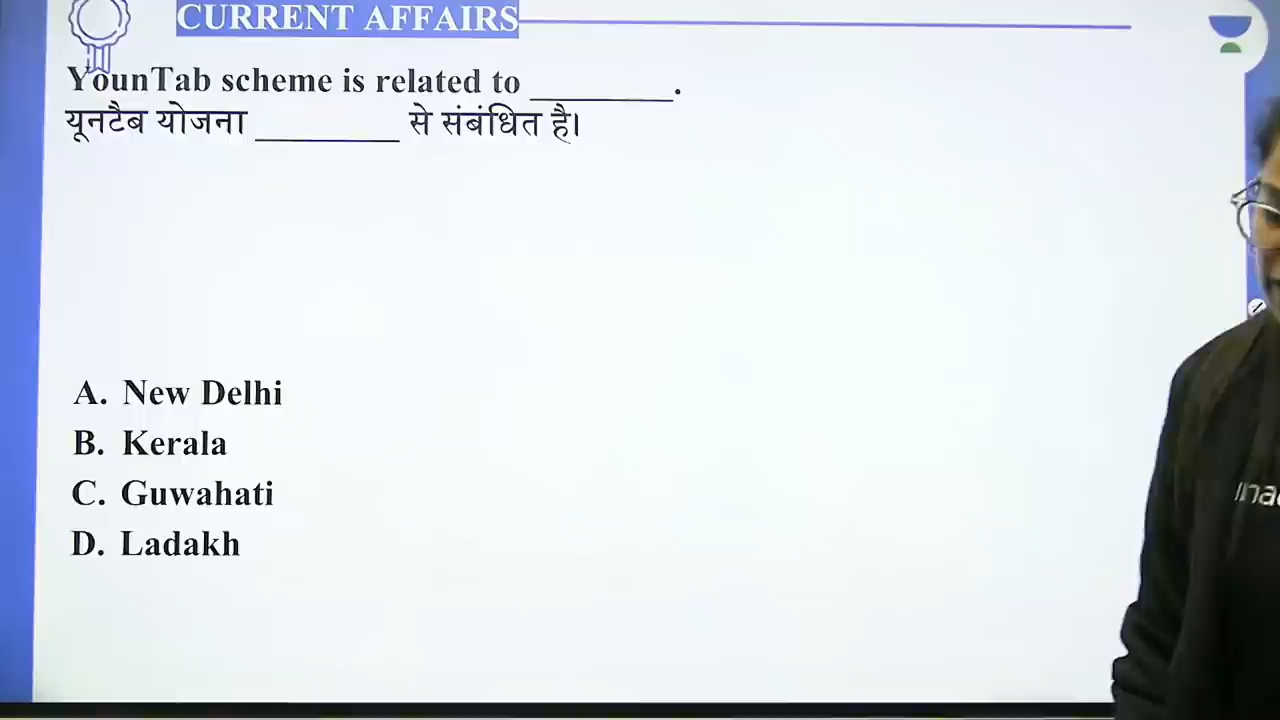 CURRENT AFFAIRS
YounTab scheme is related to ________.
यूनटैब योजना ________ से संबंधित है।
A. New Delhi
B. Kerala
C. Guwahati
D. Ladakh